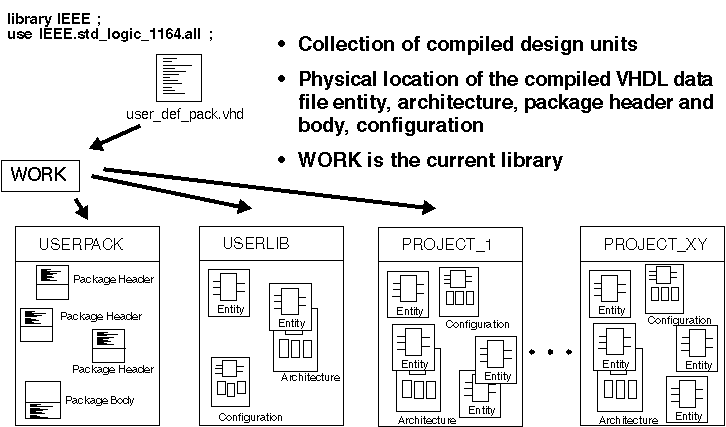 library IEEE ;
use IEEE.std_logic_1164.all ;
user_def_pack.vhd
• Collection of compiled design units
• Physical location of the compiled VHDL data
file entity, architecture, package header and
body, configuration
• WORK is the current library
WORK
USERPACK
Package Header
Package Header
Package Header
Package Body
USERLIB
Entity
Entity
Architecture
Configuration
PROJECT_1
Entity
Configuration
Entity
Entity
Entity
Architecture
• • •
PROJECT_XY
Entity
Configuration
Entity
Entity
Entity
Architecture